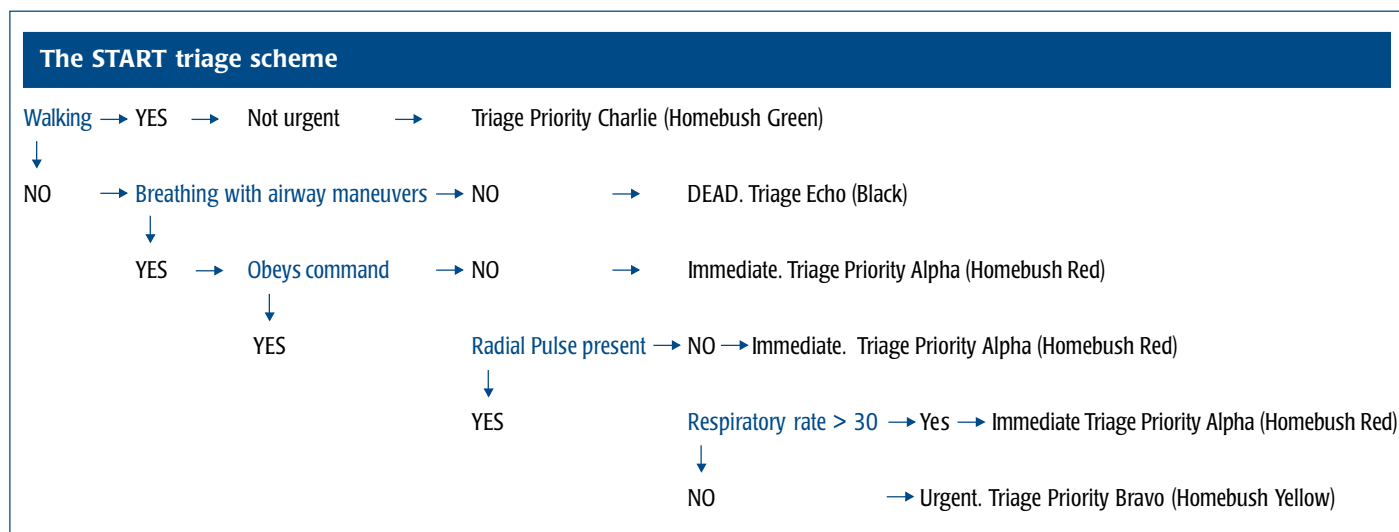 The START triage scheme
Walking → YES → Not urgent → Triage Priority Charlie (Homebush Green)
↓
NO → Breathing with airway maneuvers → NO → DEAD. Triage Echo (Black)
↓
YES → Obeys command → NO → Immediate. Triage Priority Alpha (Homebush Red)
↓
YES Radial Pulse present → NO → Immediate. Triage Priority Alpha (Homebush Red)
↓
YES Respiratory rate > 30 → Yes → Immediate Triage Priority Alpha (Homebush Red)
↓
NO → Urgent. Triage Priority Bravo (Homebush Yellow)